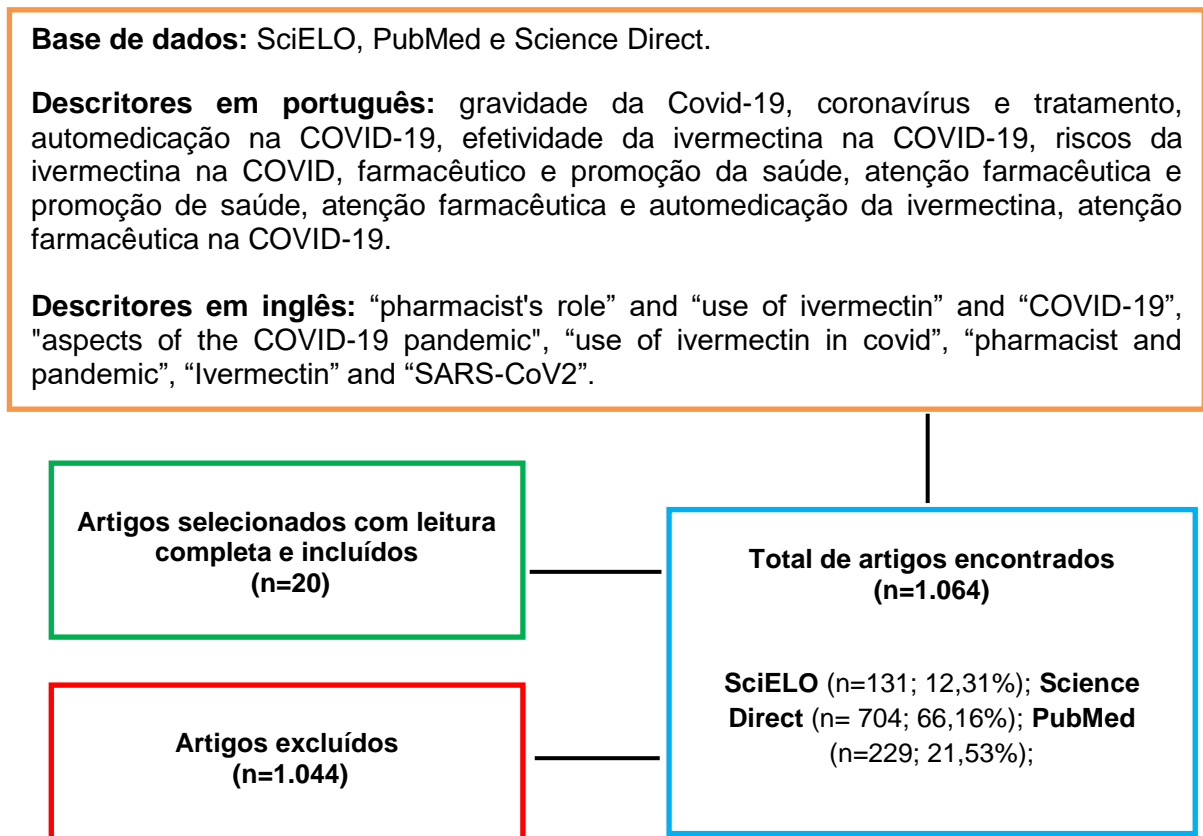 Base de dados: SciELO, PubMed e Science Direct.
Descritores em português: gravidade da Covid-19, coronavírus e tratamento,
automedicação na COVID-19, efetividade da ivermectina na COVID-19, riscos da
ivermectina na COVID, farmacêutico e promoção da saúde, atenção farmacêutica e
promoção de saúde, atenção farmacêutica e automedicação da ivermectina, atenção
farmacêutica na COVID-19.
Descritores em inglês: “pharmacist's role” and “use of ivermectin” and “COVID-19”,
"aspects of the COVID-19 pandemic", “use of ivermectin in covid”, “pharmacist and
pandemic”, “Ivermectin” and “SARS-CoV2”.
Artigos selecionados com leitura
completa e incluídos
(n=20)
Total de artigos encontrados
(n=1.064)
SciELO (n=131; 12,31%); Science
Direct (n= 704; 66,16%); PubMed
(n=229; 21,53%);
Artigos excluídos
(n=1.044)